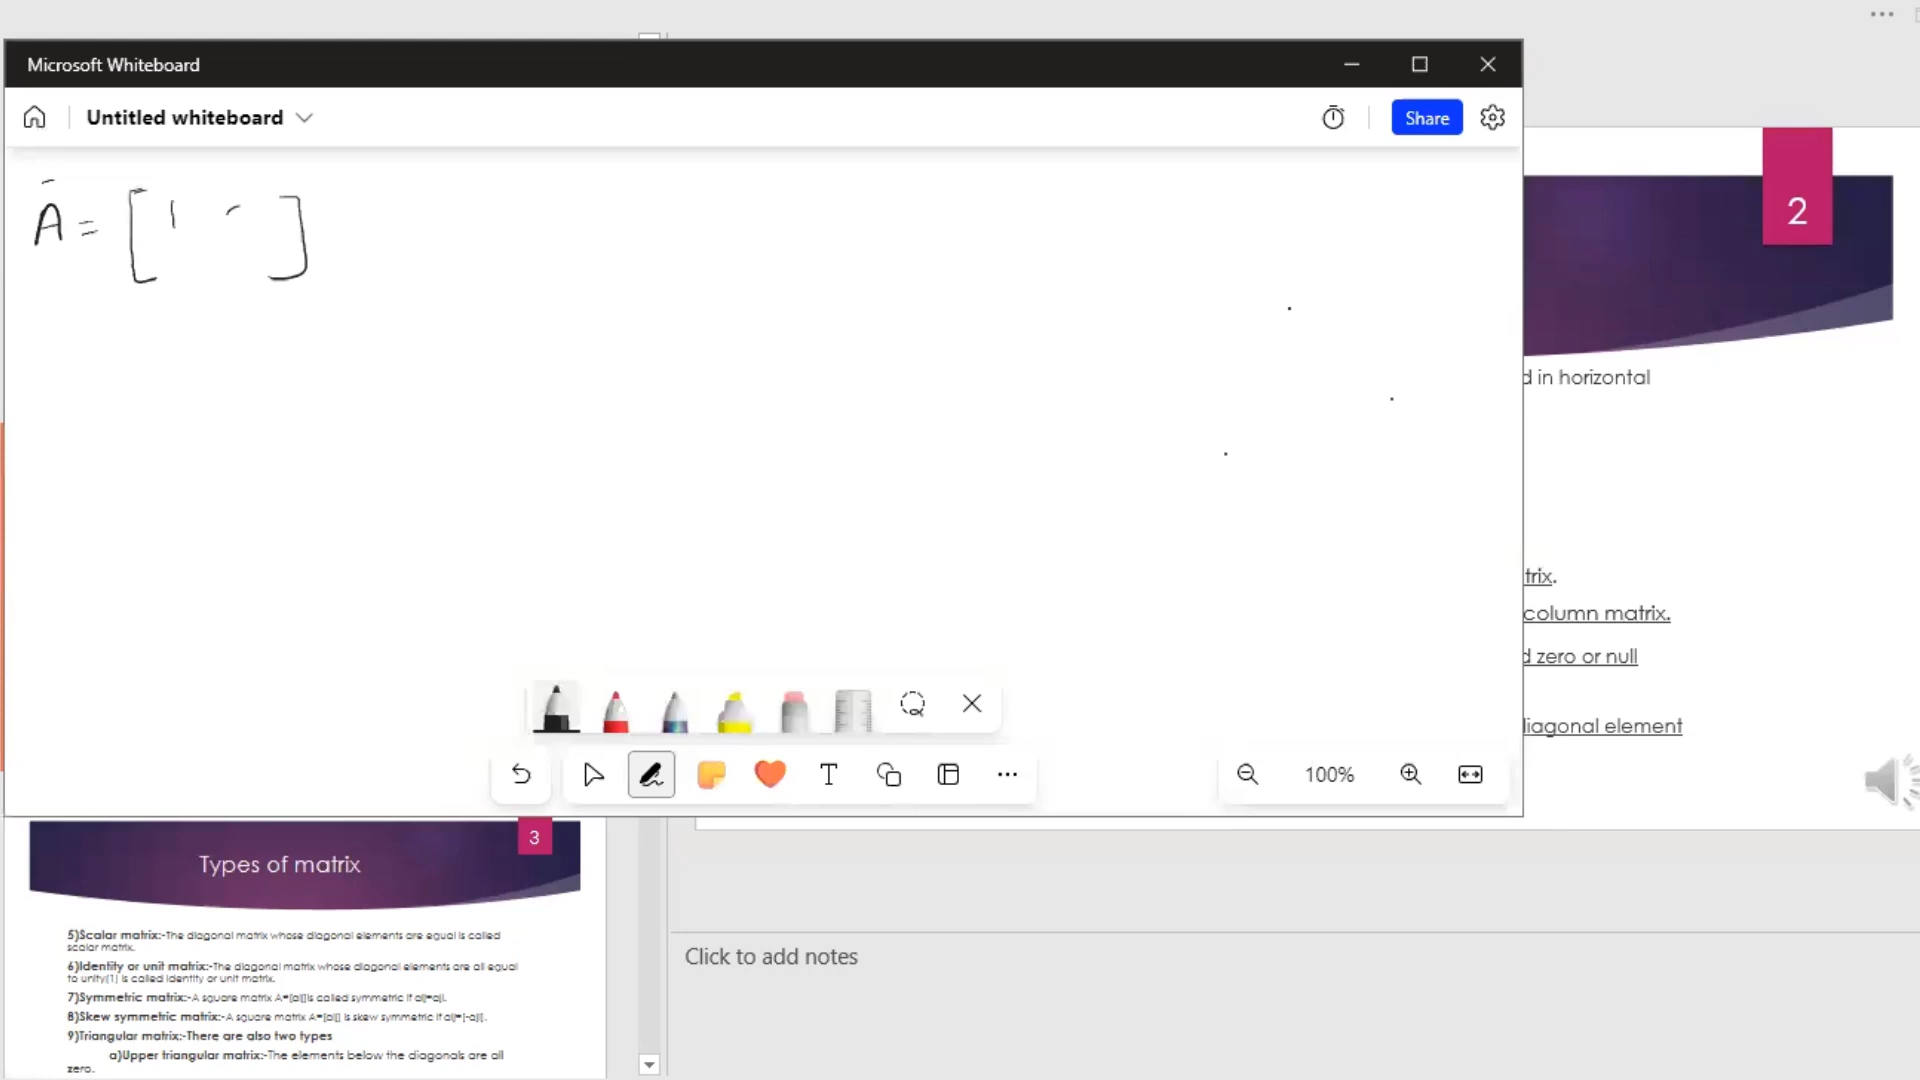 Microsoft Whiteboard
Untitled whiteboard
Share
A = [ 1 ]
2
d in horizontal
trix.
column matrix.
d zero or null
diagonal element
100%
3
Types of matrix
5)Scalar matrix:-The diagonal matrix whose diagonal elements are equal is called
scalar matrix.
6)Identity or unit matrix:-The diagonal matrix whose diagonal elements are all equal
to unity(1) is called identity or unit matrix.
7)Symmetric matrix:-A square matrix A=[aij]is called symmetric if aij=aji.
8)Skew symmetric matrix:-A square matrix A=[aij] is skew symmetric if aij=[-aji].
9)Triangular matrix:-There are also two types
a)Upper triangular matrix:-The elements below the diagonals are all
zero.
Click to add notes